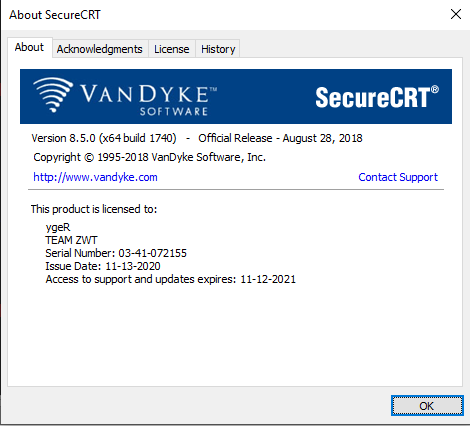 About SecureCRT
About Acknowledgments License History
VANDYKE™ SOFTWARE
SecureCRT®
Version 8.5.0 (x64 build 1740) - Official Release - August 28, 2018
Copyright © 1995-2018 VanDyke Software, Inc.
http://www.vandyke.com Contact Support
This product is licensed to:
ygeR
TEAM ZWT
Serial Number: 03-41-072155
Issue Date: 11-13-2020
Access to support and updates expires: 11-12-2021
OK